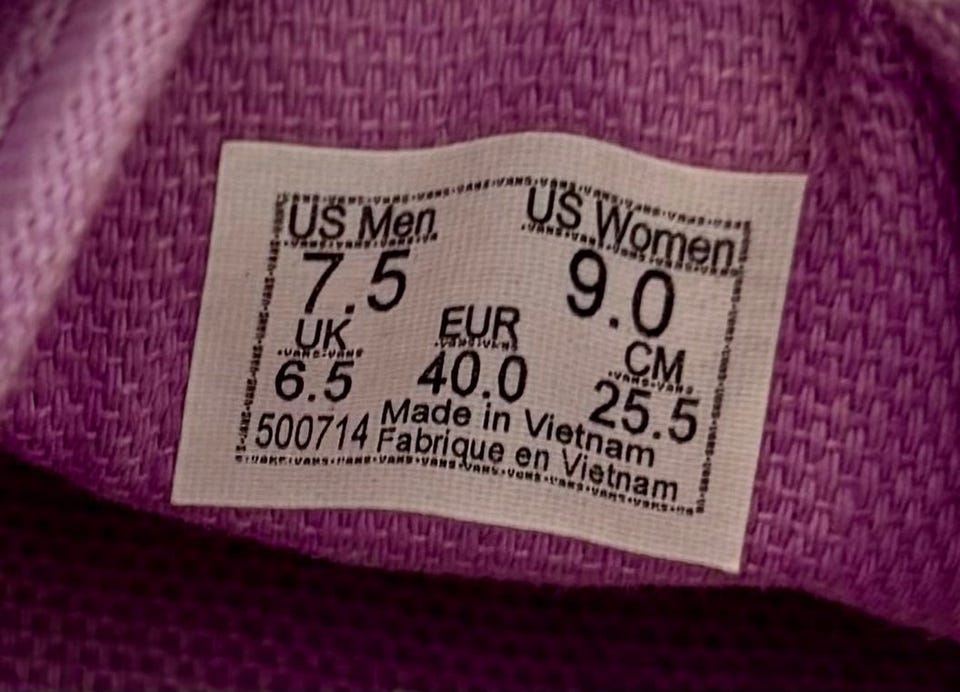 US Men US Women
7.5 9.0
UK EUR CM
6.5 40.0 25.5
500714 Made in Vietnam
Fabrique en Vietnam